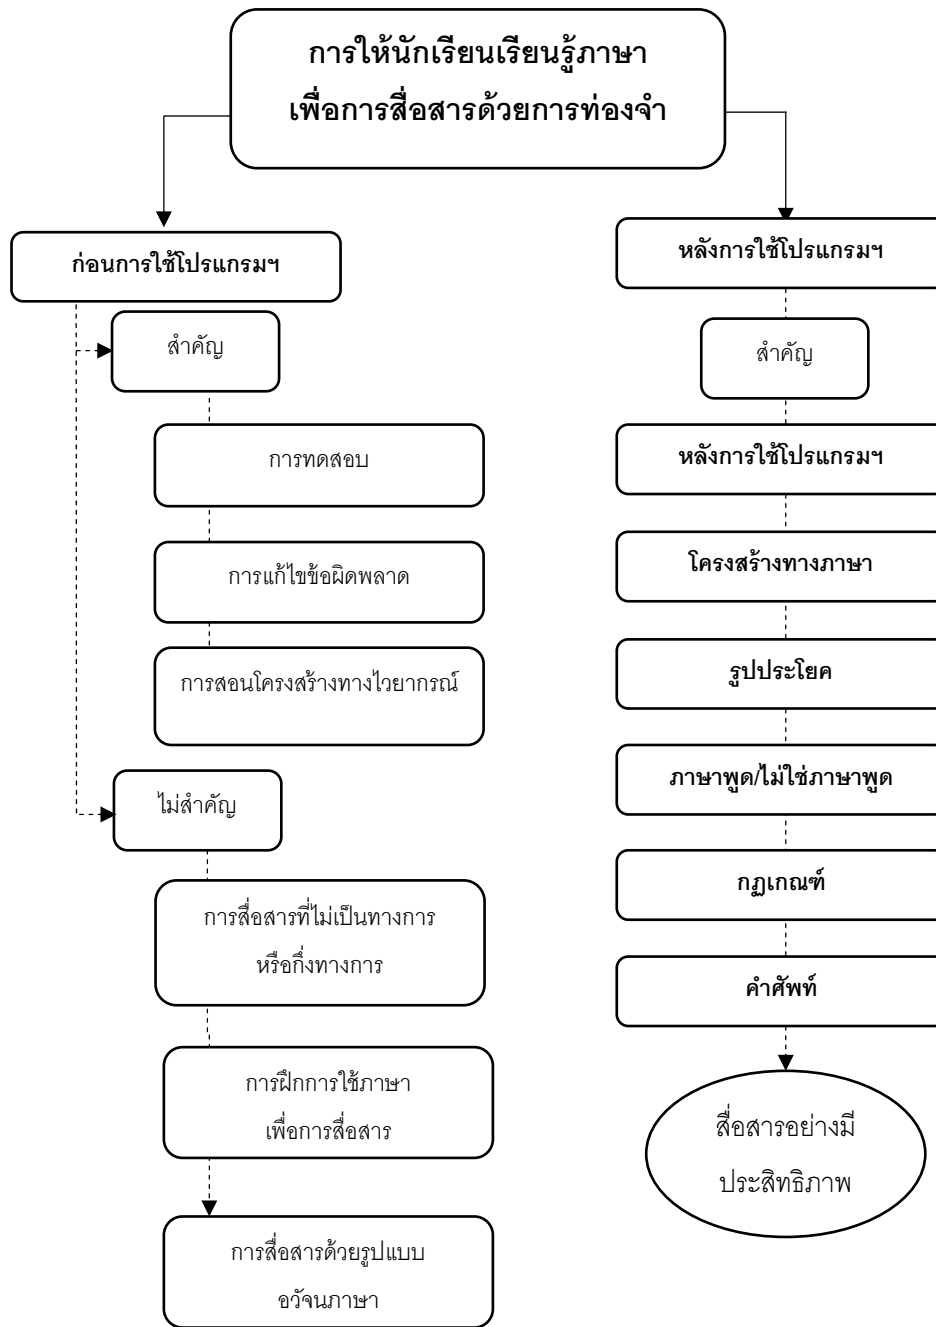 การให้นักเรียนเรียนรู้ภาษา
เพื่อการสื่อสารด้วยการท่องจำ
ก่อนการใช้โปรแกรมฯ
สำคัญ
การทดสอบ
การแก้ไขข้อผิดพลาด
การสอนโครงสร้างทางไวยากรณ์
ไม่สำคัญ
การสื่อสารที่ไม่เป็นทางการ
หรือกึ่งทางการ
การฝึกการใช้ภาษา
เพื่อการสื่อสาร
การสื่อสารด้วยรูปแบบ
อวัจนภาษา
หลังการใช้โปรแกรมฯ
สำคัญ
หลังการใช้โปรแกรมฯ
โครงสร้างทางภาษา
รูปประโยค
ภาษาพูด/ไม่ใช่ภาษาพูด
กฏเกณฑ์
คำศัพท์
สื่อสารอย่างมี
ประสิทธิภาพ